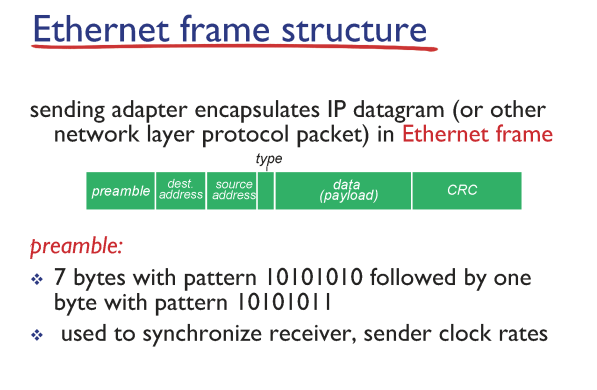 Ethernet frame structure
sending adapter encapsulates IP datagram (or other
network layer protocol packet) in Ethernet frame
type
preamble
dest.
address
source
address
data
(payload)
CRC
preamble:
7 bytes with pattern 10101010 followed by one
byte with pattern 10101011
used to synchronize receiver, sender clock rates